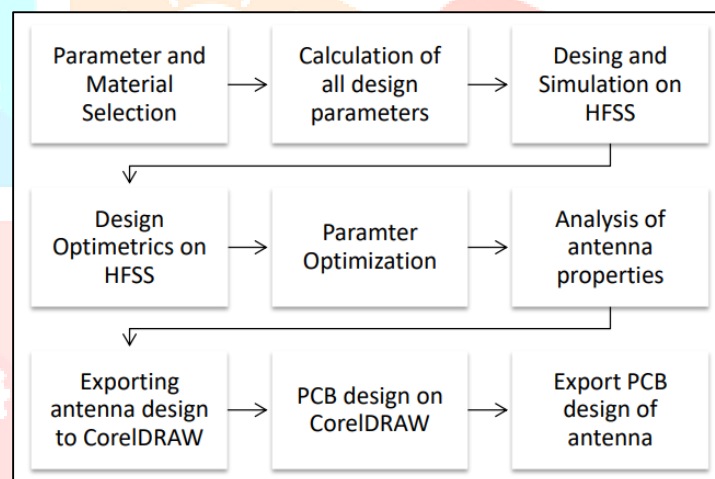 Parameter and
Material
Selection
Calculation of
all design
parameters
Desing and
Simulation on
HFSS
Design
Optimetrics on
HFSS
Paramter
Optimization
Analysis of
antenna
properties
Exporting
antenna design
to CorelDRAW
PCB design on
CorelDRAW
Export PCB
design of
antenna